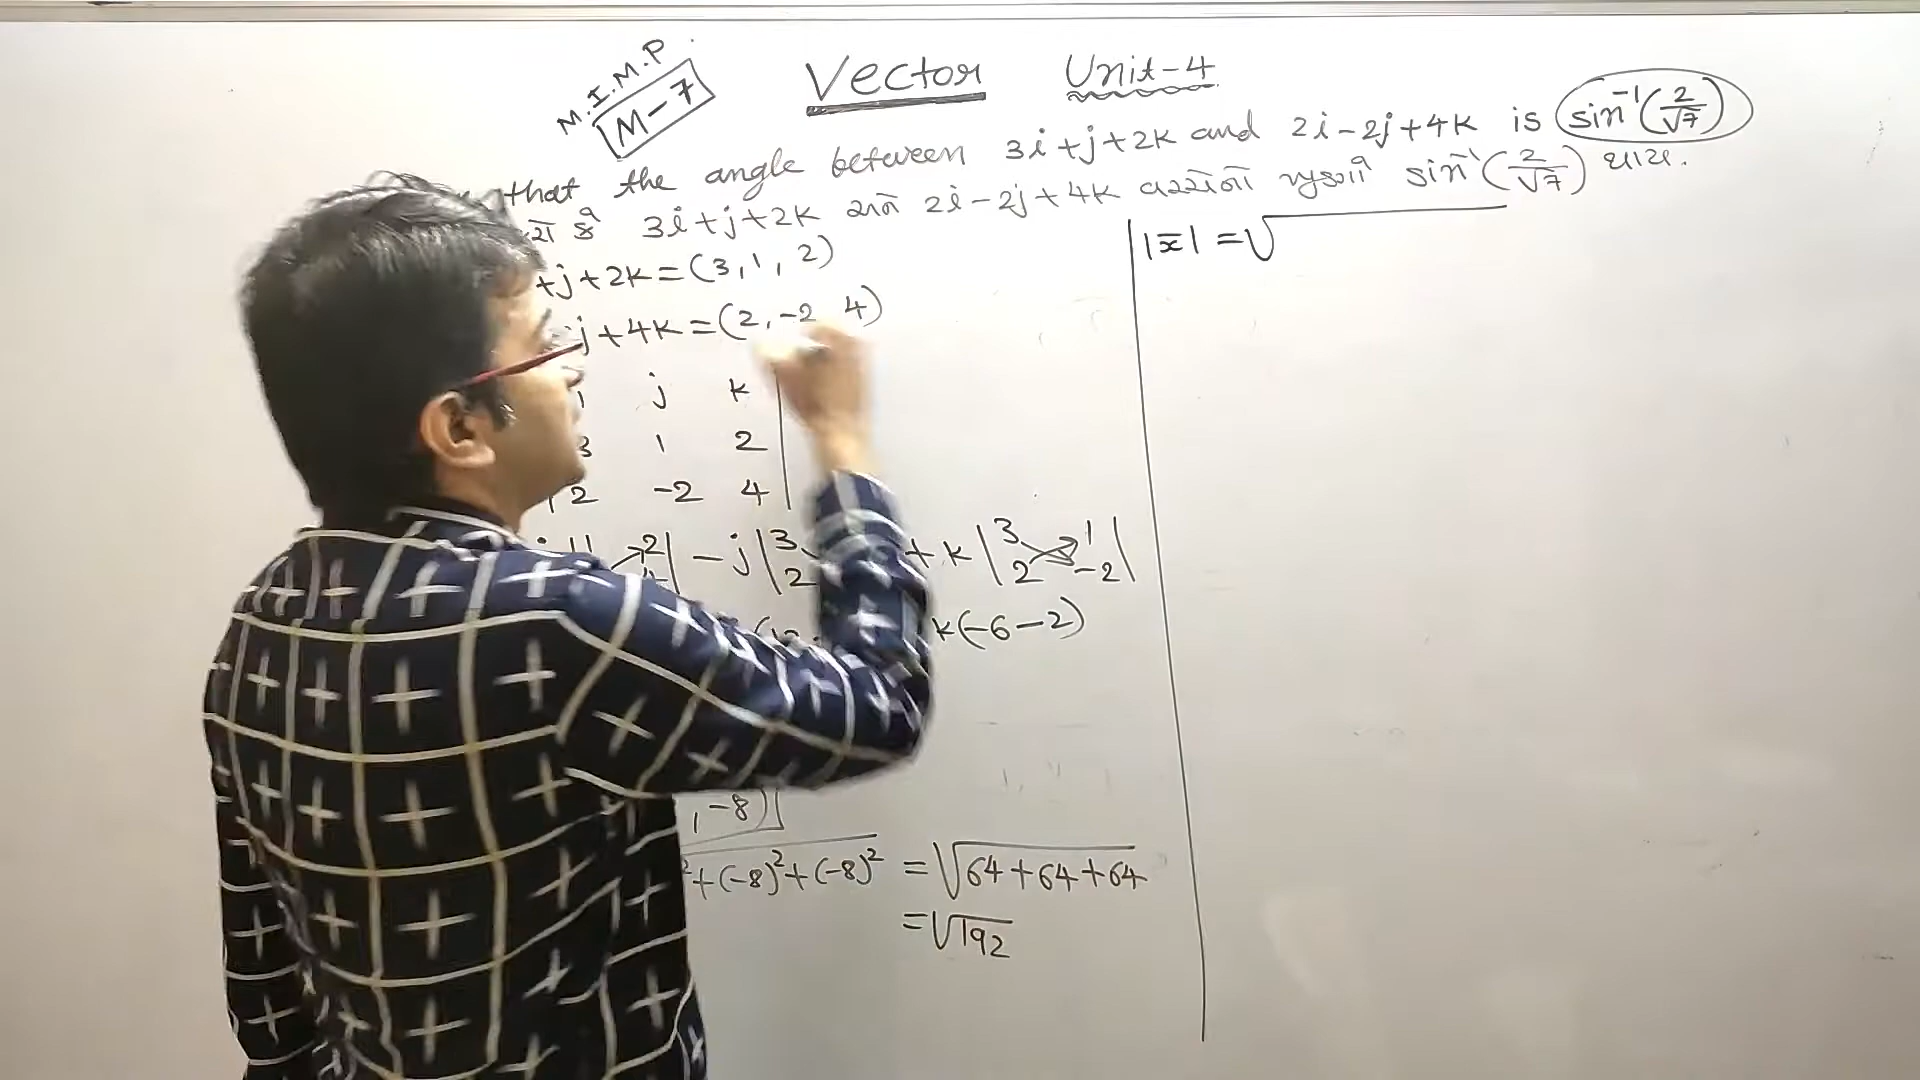 M.I.M.P
M-7
Vector Unit-4
that the angle between 3i+j+2k and 2i-2j+4k is sin⁻¹(2/√7)
3i+j+2k અને 2i-2j+4k વચ્ચેનો ખૂણો sin⁻¹(2/√7) થાય.
+j+2k=(3,1,2)
j+4k=(2,-2 4)
j k
3 1 2
2 -2 4
2| -j|3 +k|3 1|
2 2 -2|
k(-6-2)
,-8)
²+(-8)²+(-8)² =√64+64+64
=√192
|x̄| =√